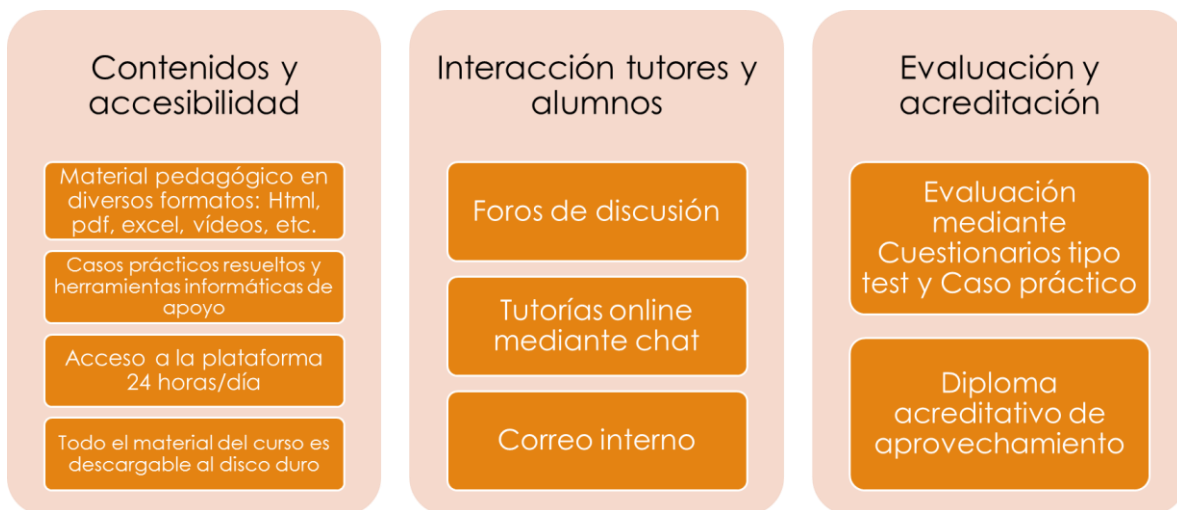 Contenidos y
accesibilidad
Material pedagógico en
diversos formatos: Html,
pdf, excel, vídeos, etc.
Casos prácticos resueltos y
herramientas informáticas de
apoyo
Acceso a la plataforma
24 horas/día
Todo el material del curso es
descargable al disco duro
Interacción tutores y
alumnos
Foros de discusión
Tutorías online
mediante chat
Correo interno
Evaluación y
acreditación
Evaluación
mediante
Cuestionarios tipo
test y Caso práctico
Diploma
acreditativo de
aprovechamiento